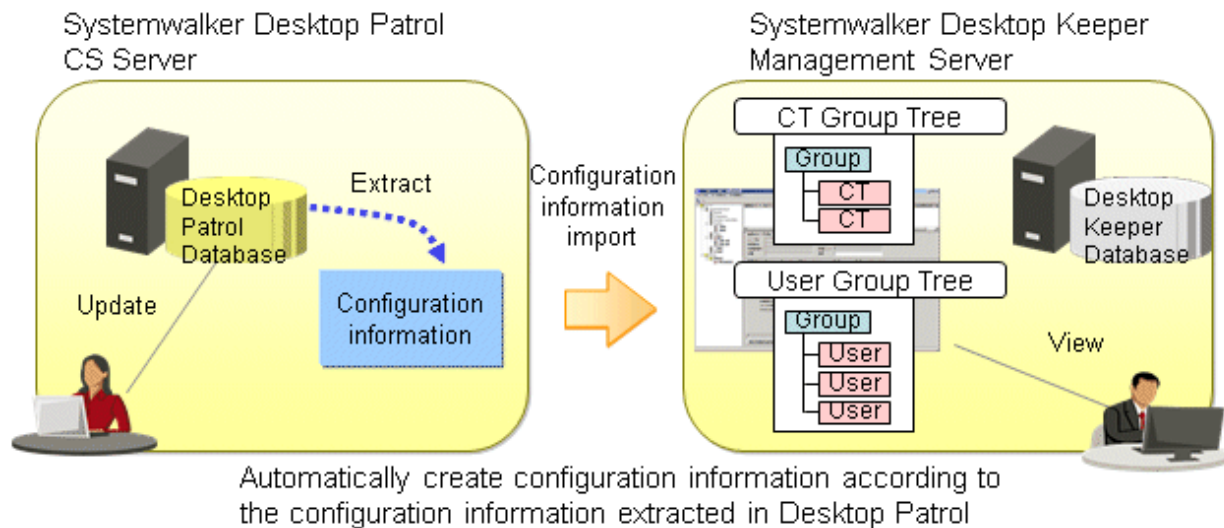 Systemwalker Desktop Patrol
CS Server
Systemwalker Desktop Keeper
Management Server
Desktop
Patrol
Database
Extract
Update
Configuration
information
Configuration
information
import
CT Group Tree
Group
CT
CT
User Group Tree
Group
User
User
User
Desktop
Keeper
Database
View
Automatically create configuration information according to
the configuration information extracted in Desktop Patrol